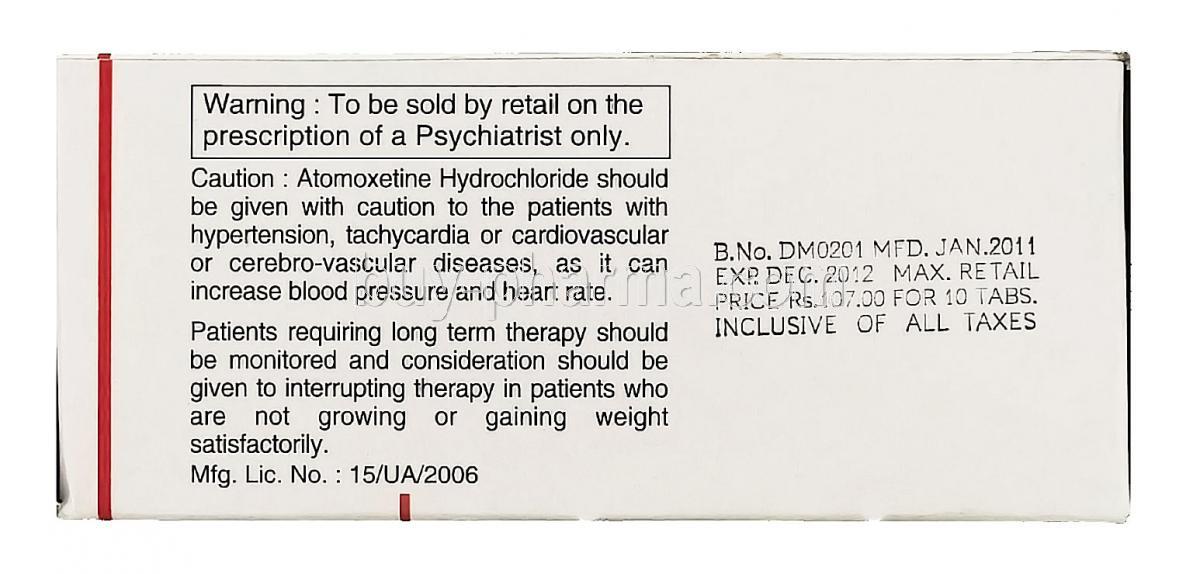 Warning : To be sold by retail on the
prescription of a Psychiatrist only.
Caution : Atomoxetine Hydrochloride should
be given with caution to the patients with
hypertension, tachycardia or cardiovascular
or cerebro-vascular diseases, as it can
increase blood pressure and heart rate.
Patients requiring long term therapy should
be monitored and consideration should be
given to interrupting therapy in patients who
are not growing or gaining weight
satisfactorily.
Mfg. Lic. No. : 15/UA/2006
B.No. DM0201 MFD. JAN.2011
EXP. DEC. 2012 MAX. RETAIL
PRICE Rs.107.00 FOR 10 TABS.
INCLUSIVE OF ALL TAXES
buy-pharma.com